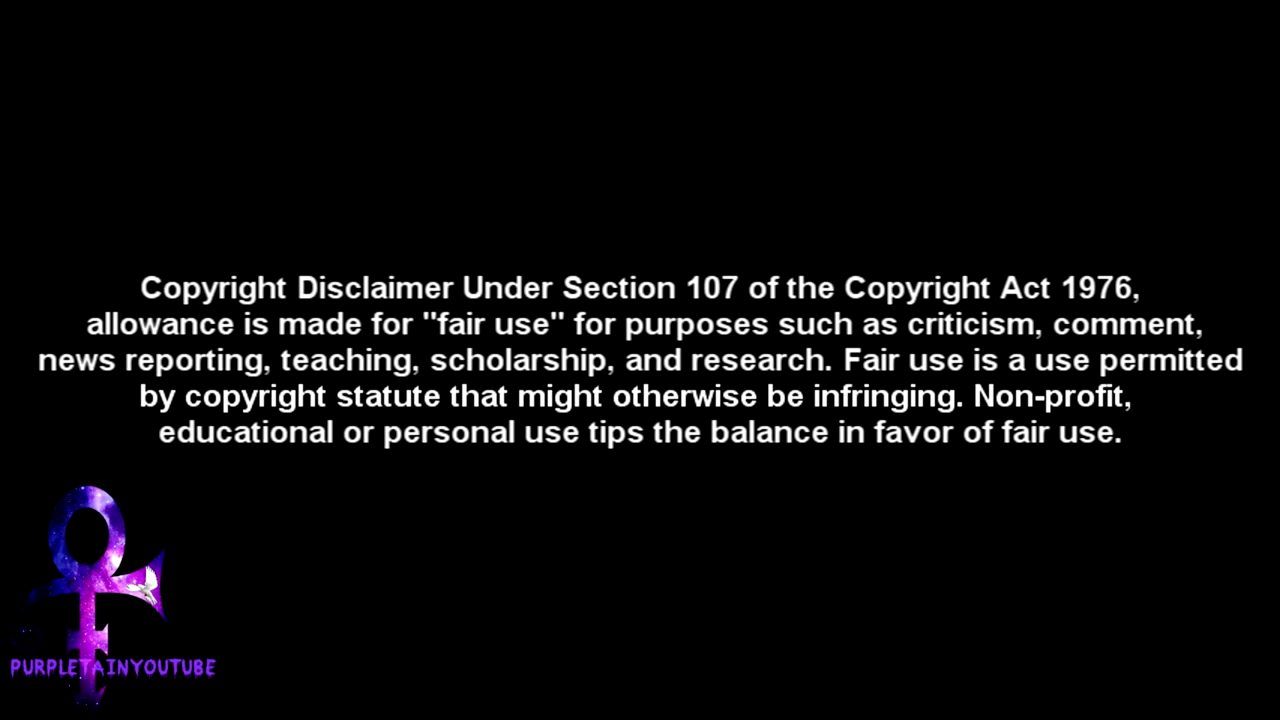 Copyright Disclaimer Under Section 107 of the Copyright Act 1976,
allowance is made for "fair use" for purposes such as criticism, comment,
news reporting, teaching, scholarship, and research. Fair use is a use permitted
by copyright statute that might otherwise be infringing. Non-profit,
educational or personal use tips the balance in favor of fair use.
PURPLETAINYOUTUBE